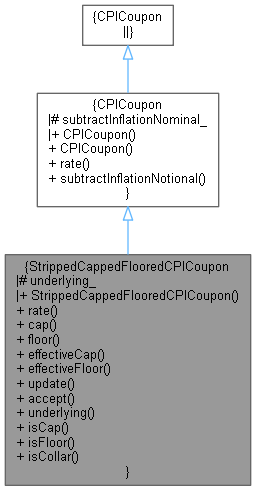 {CPICoupon
||}
{CPICoupon
|# subtractInflationNominal_
|+ CPICoupon()
+ CPICoupon()
+ rate()
+ subtractInflationNotional()
}
{StrippedCappedFlooredCPICoupon
|# underlying_
|+ StrippedCappedFlooredCPICoupon()
+ rate()
+ cap()
+ floor()
+ effectiveCap()
+ effectiveFloor()
+ update()
+ accept()
+ underlying()
+ isCap()
+ isFloor()
+ isCollar()
}